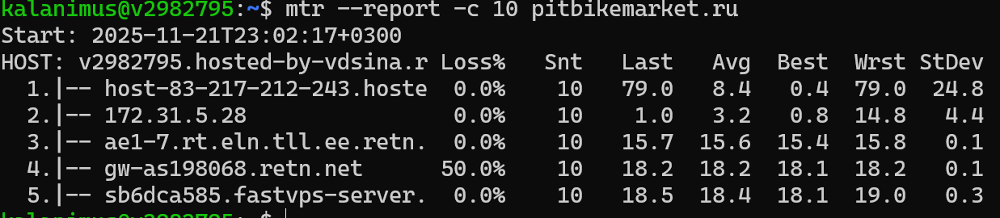 kalanimus@v2982795:~$ mtr --report -c 10 pitbikemarket.ru
Start: 2025-11-21T23:02:17+0300
HOST: v2982795.hosted-by-vdsina.r Loss%   Snt   Last   Avg  Best  Wrst StDev
  1.|-- host-83-217-212-243.hoste  0.0%    10   79.0   8.4   0.4  79.0  24.8
  2.|-- 172.31.5.28                0.0%    10    1.0   3.2   0.8  14.8   4.4
  3.|-- ae1-7.rt.eln.tll.ee.retn.  0.0%    10   15.7  15.6  15.4  15.8   0.1
  4.|-- gw-as198068.retn.net      50.0%    10   18.2  18.2  18.1  18.2   0.1
  5.|-- sb6dca585.fastvps-server.  0.0%    10   18.5  18.4  18.1  19.0   0.3
kalanimus@v2982795:~$